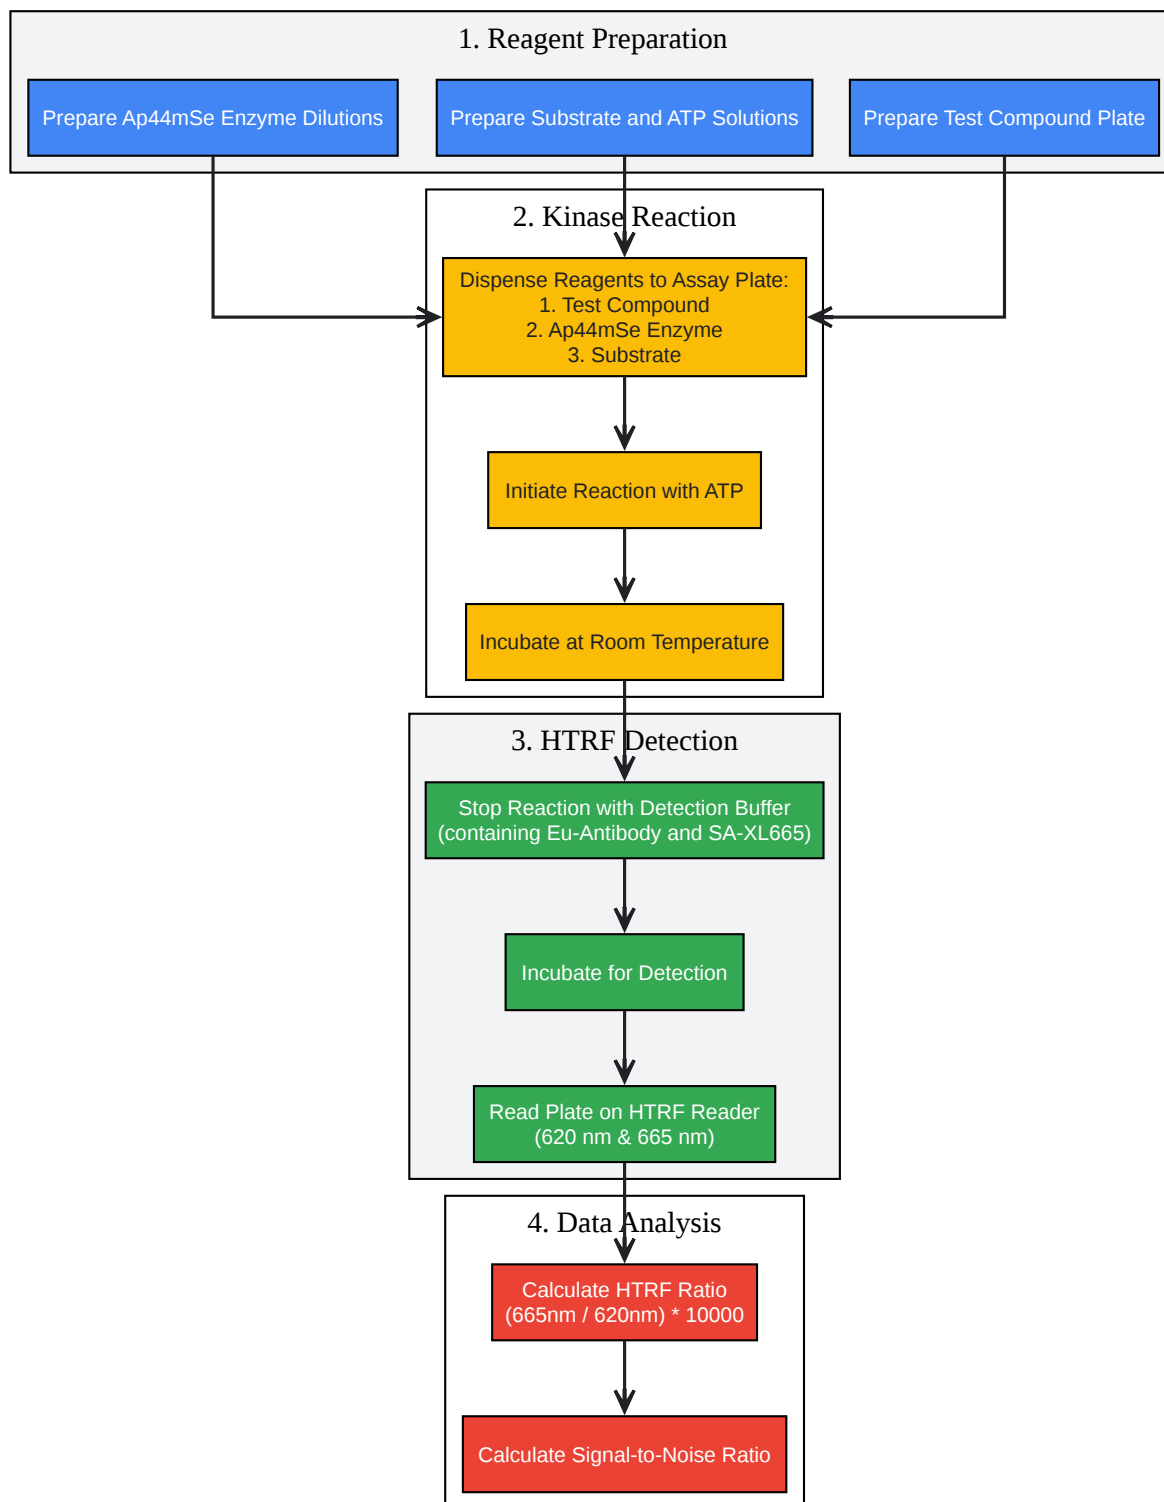 1. Reagent Preparation
Prepare Ap44mSe Enzyme Dilutions
Prepare Substrate and ATP Solutions
Prepare Test Compound Plate
2. Kinase Reaction
Dispense Reagents to Assay Plate:
1. Test Compound
2. Ap44mSe Enzyme
3. Substrate
Initiate Reaction with ATP
Incubate at Room Temperature
3. HTRF Detection
Stop Reaction with Detection Buffer
(containing Eu-Antibody and SA-XL665)
Incubate for Detection
Read Plate on HTRF Reader
(620 nm & 665 nm)
4. Data Analysis
Calculate HTRF Ratio
(665nm / 620nm) * 10000
Calculate Signal-to-Noise Ratio